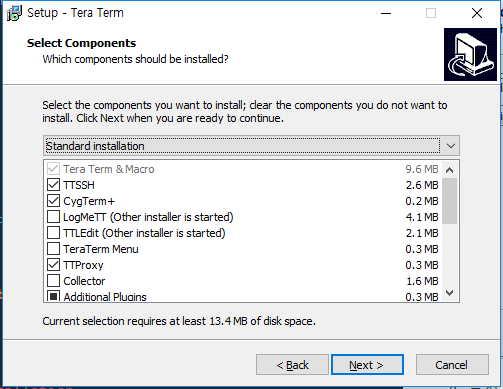 Setup - Tera Term
Select Components
Which components should be installed?
Select the components you want to install; clear the components you do not want to
install. Click Next when you are ready to continue.
Standard installation
Tera Term & Macro 9.6 MB
TTSSH 2.6 MB
CygTerm+ 0.2 MB
LogMeTT (Other installer is started) 4.1 MB
TTLEdit (Other installer is started) 2.1 MB
TeraTerm Menu 0.3 MB
TTProxy 0.3 MB
Collector 1.6 MB
Additional Plugins 0.3 MB
Current selection requires at least 13.4 MB of disk space.
< Back Next > Cancel